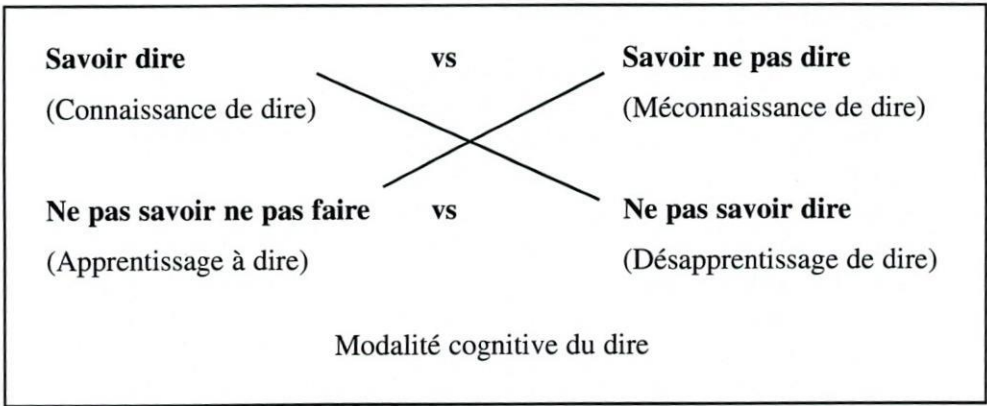 Savoir dire vs Savoir ne pas dire
(Connaissance de dire) (Méconnaissance de dire)
Ne pas savoir ne pas faire vs Ne pas savoir dire
(Apprentissage à dire) (Désapprentissage de dire)
Modalité cognitive du dire